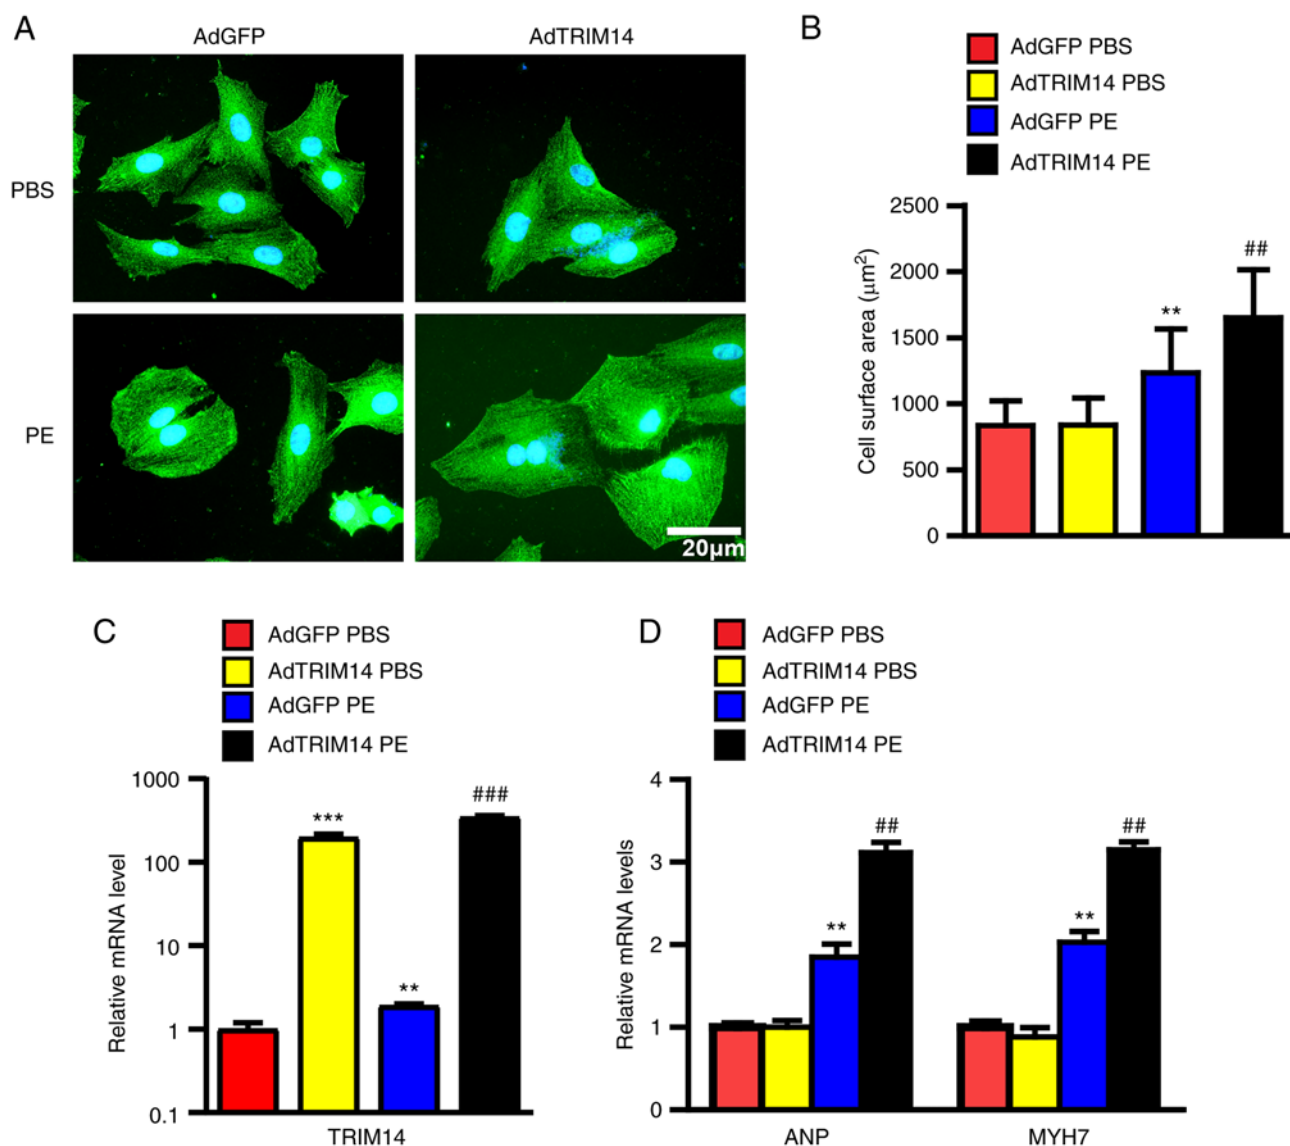 A
AdGFP
AdTRIM14
PBS
PE
20μm
B
AdGFP PBS
AdTRIM14 PBS
AdGFP PE
AdTRIM14 PE
Cell surface area (μm²)
2500
2000
1500
1000
500
0
**
##
C
AdGFP PBS
AdTRIM14 PBS
AdGFP PE
AdTRIM14 PE
Relative mRNA level
1000
100
10
1
0.1
***
**
###
TRIM14
D
AdGFP PBS
AdTRIM14 PBS
AdGFP PE
AdTRIM14 PE
Relative mRNA levels
4
3
2
1
0
**
##
**
##
ANP
MYH7